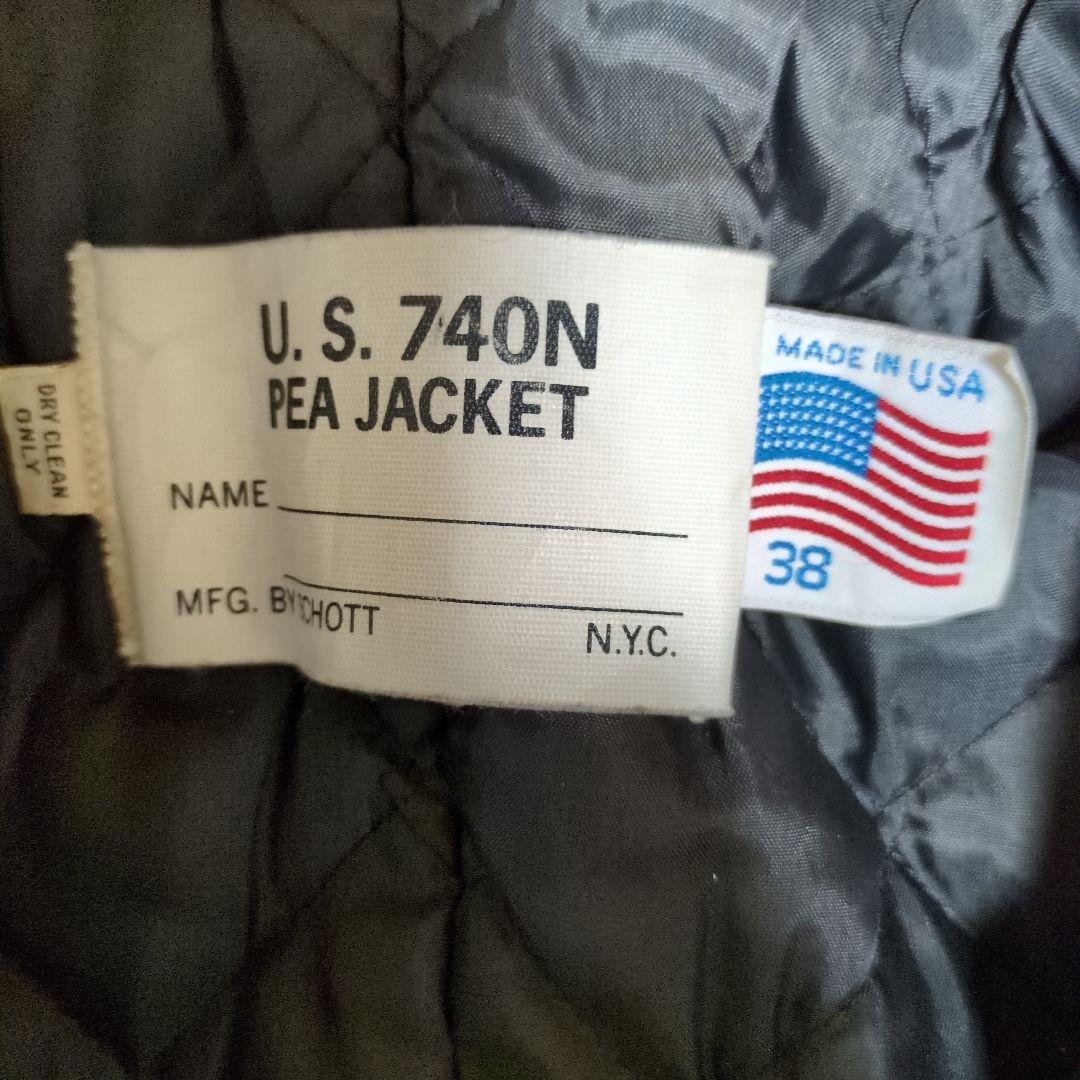 U. S. 740N
PEA JACKET
NAME
MFG. BY SCHOTT
N.Y.C.
DRY CLEAN
ONLY
MADE IN USA
38